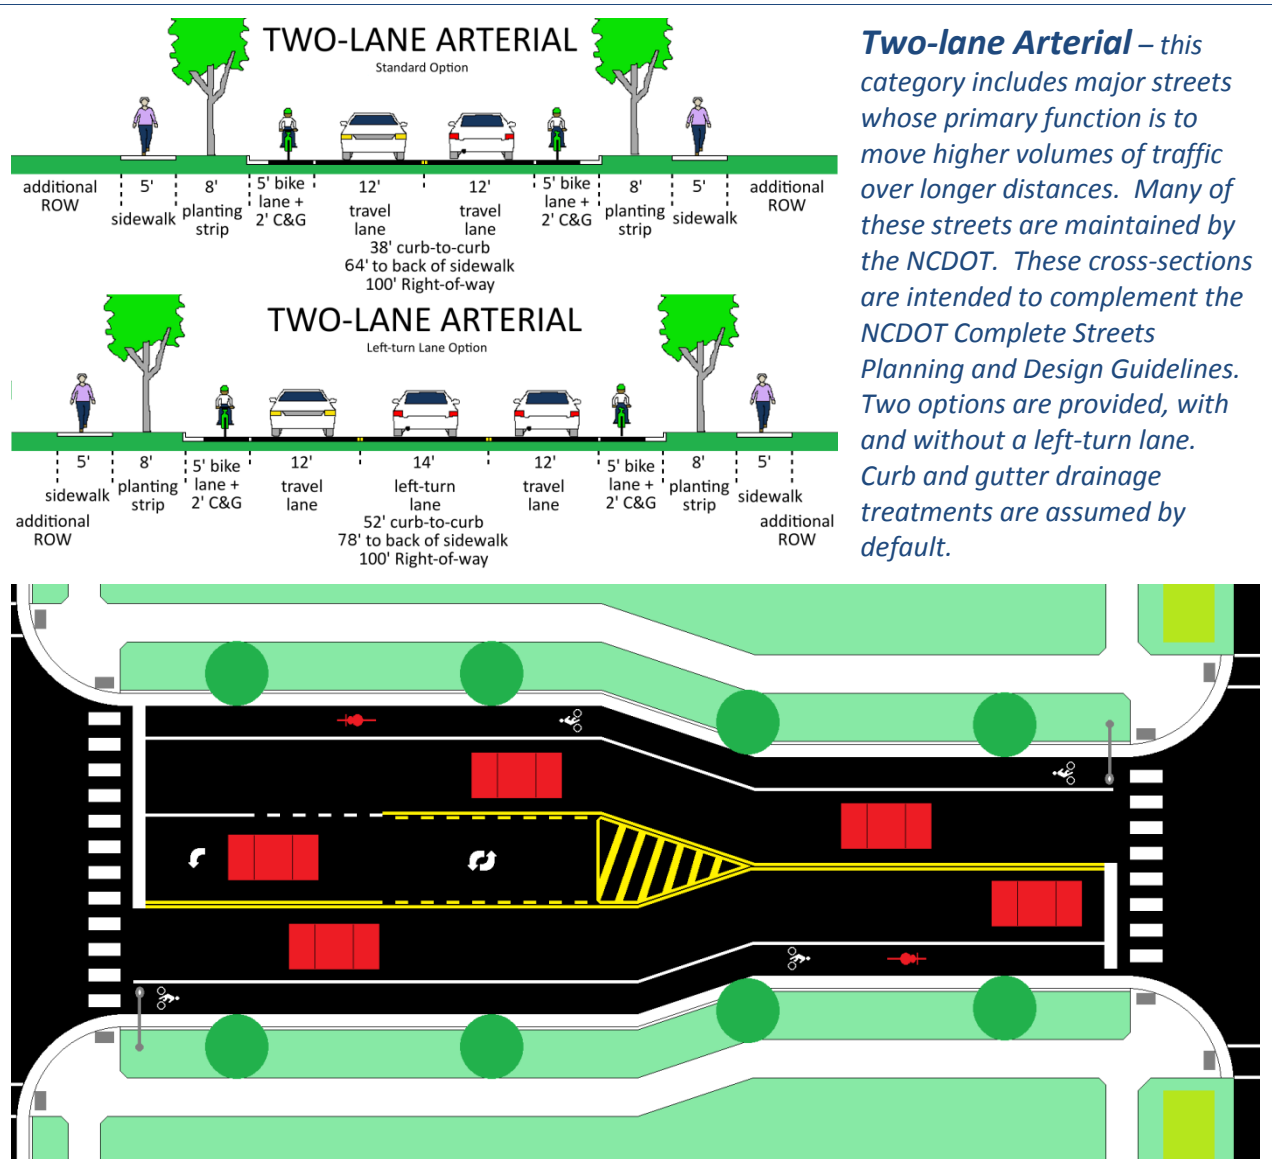 TWO-LANE ARTERIAL
Standard Option
additional
ROW
5'
sidewalk
8'
planting
strip
5' bike
lane +
2' C&G
12'
travel
lane
12'
travel
lane
5' bike
lane +
2' C&G
8'
planting
strip
5'
sidewalk
additional
ROW
38' curb-to-curb
64' to back of sidewalk
100' Right-of-way
TWO-LANE ARTERIAL
Left-turn Lane Option
5'
sidewalk
additional
ROW
8'
planting
strip
5' bike
lane +
2' C&G
12'
travel
lane
14'
left-turn
lane
12'
travel
lane
5' bike
lane +
2' C&G
8'
planting
strip
5'
sidewalk
additional
ROW
52' curb-to-curb
78' to back of sidewalk
100' Right-of-way
Two-lane Arterial – this
category includes major streets
whose primary function is to
move higher volumes of traffic
over longer distances.  Many of
these streets are maintained by
the NCDOT.  These cross-sections
are intended to complement the
NCDOT Complete Streets
Planning and Design Guidelines.
Two options are provided, with
and without a left-turn lane.
Curb and gutter drainage
treatments are assumed by
default.